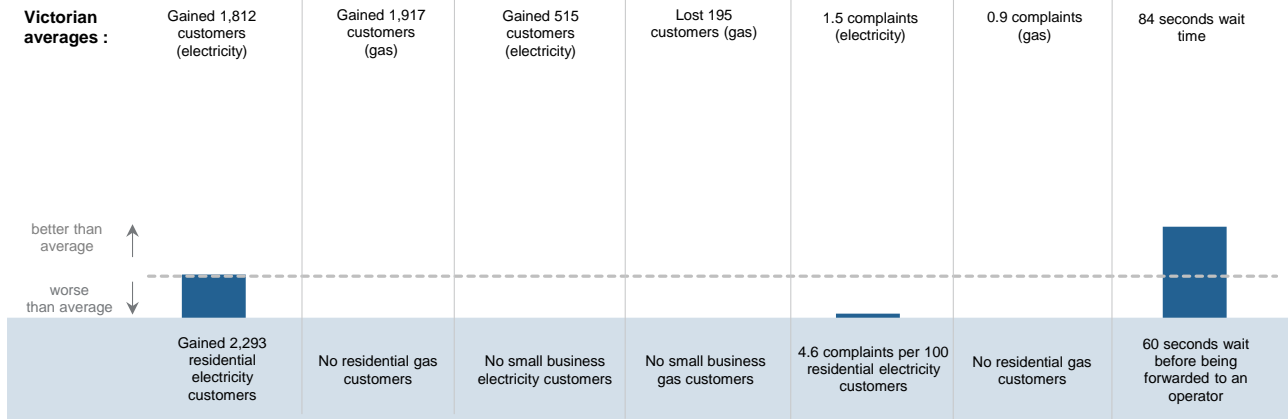 Victorian
averages :
Gained 1,812
customers
(electricity)
Gained 1,917
customers
(gas)
Gained 515
customers
(electricity)
Lost 195
customers (gas)
1.5 complaints
(electricity)
0.9 complaints
(gas)
84 seconds wait
time
better than
average
worse
than average
Gained 2,293
residential
electricity
customers
No residential gas
customers
No small business
electricity customers
No small business
gas customers
4.6 complaints per 100
residential electricity
customers
No residential gas
customers
60 seconds wait
before being
forwarded to an
operator